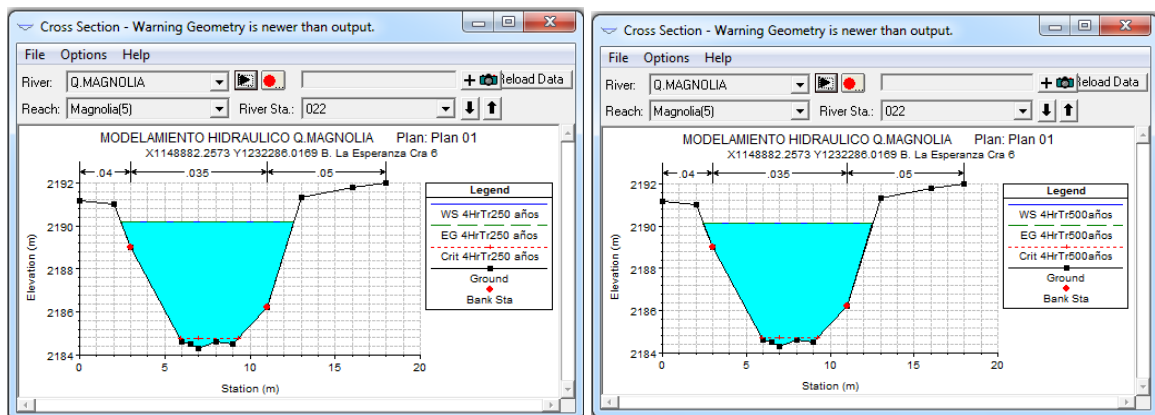 Cross Section - Warning Geometry is newer than output.
File Options Help
River: Q.MAGNOLIA
Reload Data
Reach: Magnolia(5) River Sta.: 022
MODELAMIENTO HIDRAULICO Q.MAGNOLIA Plan: Plan 01
X1148882.2573 Y1232286.0169 B. La Esperanza Cra 6
.04 .035 .05
2192
2190
2188
2186
2184
0 5 10 15 20
Station (m)
Elevation (m)
Legend
WS 4HrTr250 años
EG 4HrTr250 años
Crit 4HrTr250 años
Ground
Bank Sta
Cross Section - Warning Geometry is newer than output.
File Options Help
River: Q.MAGNOLIA
Reload Data
Reach: Magnolia(5) River Sta.: 022
MODELAMIENTO HIDRAULICO Q.MAGNOLIA Plan: Plan 01
X1148882.2573 Y1232286.0169 B. La Esperanza Cra 6
.04 .035 .05
2192
2190
2188
2186
2184
0 5 10 15 20
Station (m)
Elevation (m)
Legend
WS 4HrTr500años
EG 4HrTr500años
Crit 4HrTr500años
Ground
Bank Sta